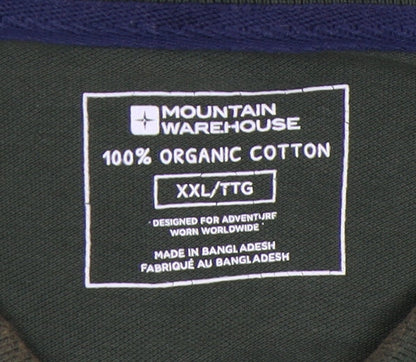 MOUNTAIN
WAREHOUSE
100% ORGANIC COTTON
XXL/TTG
'DESIGNED FOR ADVENTURE
WORN WORLDWIDE'
MADE IN BANGLADESH
FABRIQUÉ AU BANGLADESH